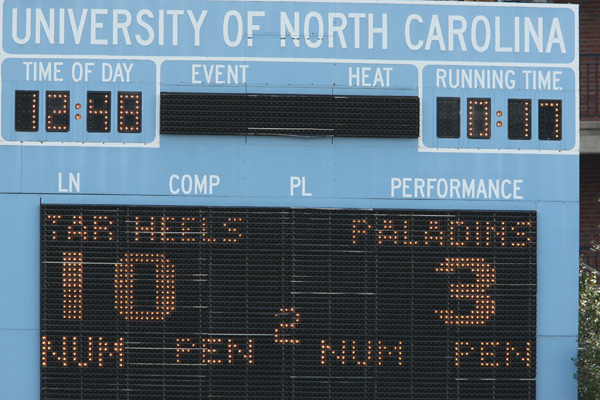 UNIVERSITY OF NORTH CAROLINA
TIME OF DAY EVENT HEAT RUNNING TIME
12:48 0:17
LN COMP PL PERFORMANCE
TAR HEELS PALADINS
10 2 3
NUM PEN NUM PEN